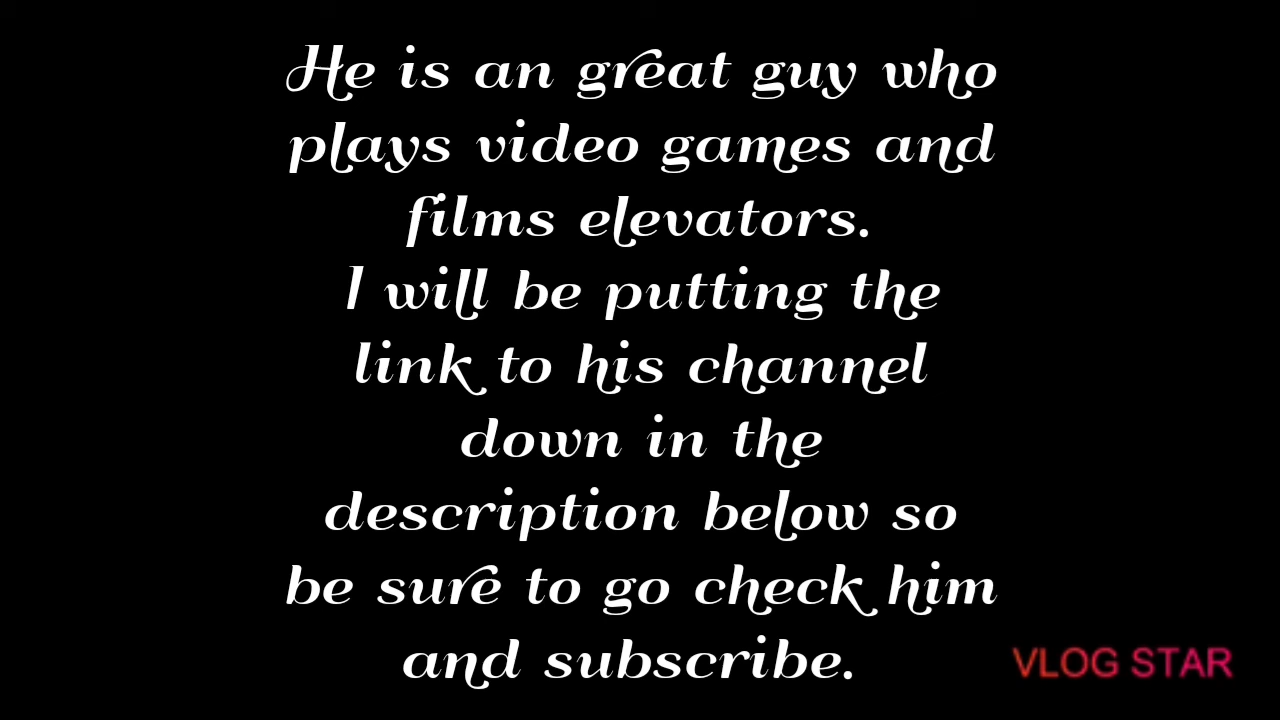 He is an great guy who
plays video games and
films elevators.
I will be putting the
link to his channel
down in the
description below so
be sure to go check him
and subscribe.
VLOG STAR